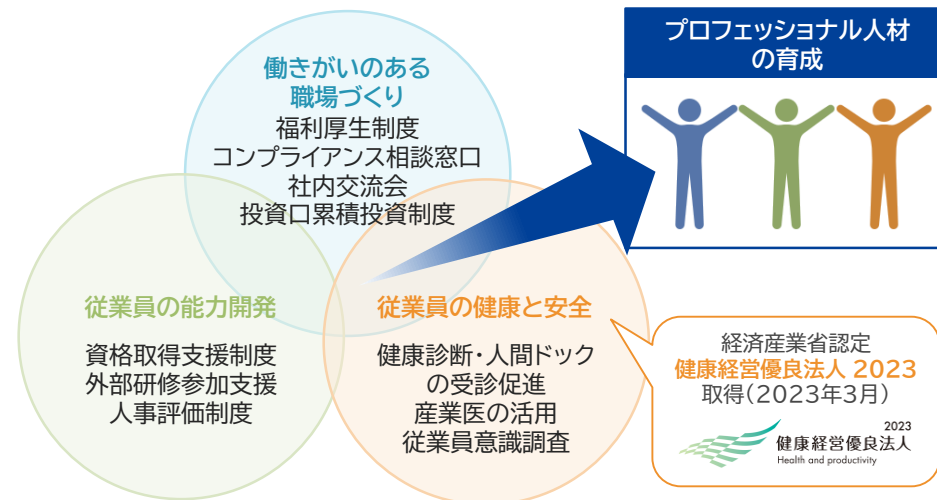 プロフェッショナル人材
の育成
働きがいのある
職場づくり
福利厚生制度
コンプライアンス相談窓口
社内交流会
投資口累積投資制度
従業員の能力開発
資格取得支援制度
外部研修参加支援
人事評価制度
従業員の健康と安全
健康診断・人間ドック
の受診促進
産業医の活用
従業員意識調査
経済産業省認定
健康経営優良法人 2023
取得(2023年3月)
2023
健康経営優良法人
Health and productivity